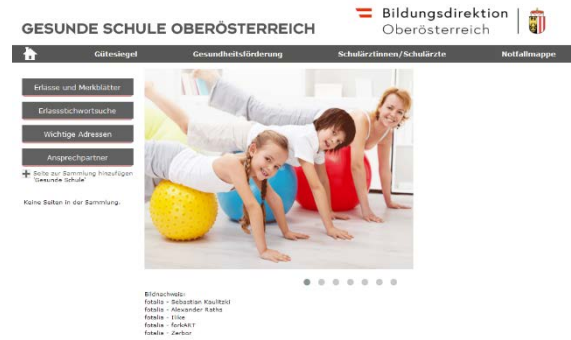 GESUNDE SCHULE OBERÖSTERREICH
Bildungsdirektion
Oberösterreich
Gütesiegel
Gesundheitsförderung
Schulärztinnen/Schulärzte
Notfallmappe
Erlässe und Merkblätter
Erlassstichwortsuche
Wichtige Adressen
Ansprechpartner
Seite zur Sammlung hinzufügen
'Gesunde Schule'
Keine Seiten in der Sammlung.
Bildnachweis:
fotolia - Sebastian Kaulitzki
fotolia - Alexander Raths
fotolia - Ilike
fotolia - forkART
fotolia - Zerbor